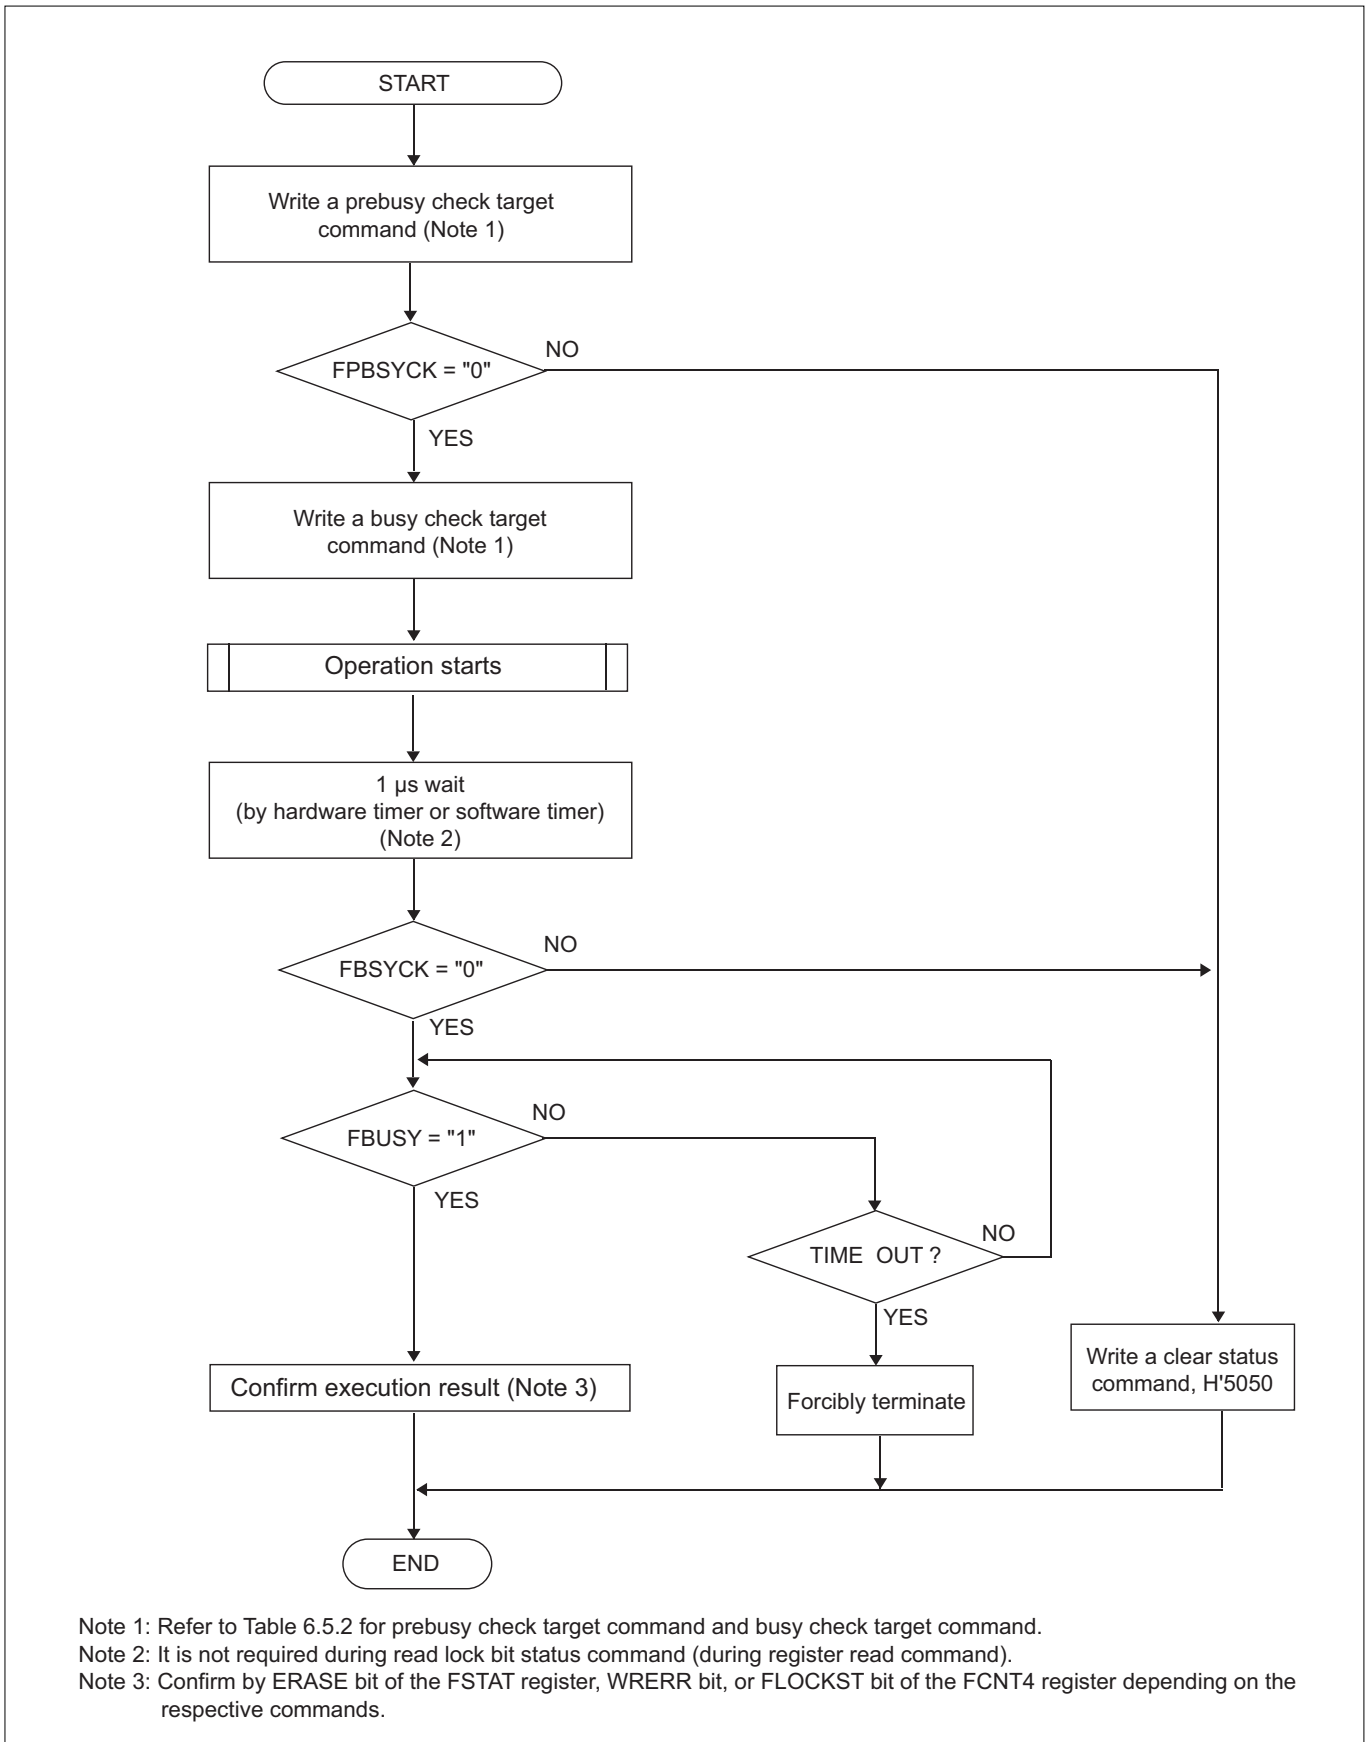 START
Write a prebusy check target
command (Note 1)
FPBSYCK = "0"
NO
YES
Write a busy check target
command (Note 1)
Operation starts
1 µs wait
(by hardware timer or software timer)
(Note 2)
FBSYCK = "0"
NO
YES
FBUSY = "1"
NO
YES
TIME OUT ?
NO
YES
Confirm execution result (Note 3)
Forcibly terminate
Write a clear status
command, H'5050
END
Note 1: Refer to Table 6.5.2 for prebusy check target command and busy check target command.
Note 2: It is not required during read lock bit status command (during register read command).
Note 3: Confirm by ERASE bit of the FSTAT register, WRERR bit, or FLOCKST bit of the FCNT4 register depending on the
respective commands.